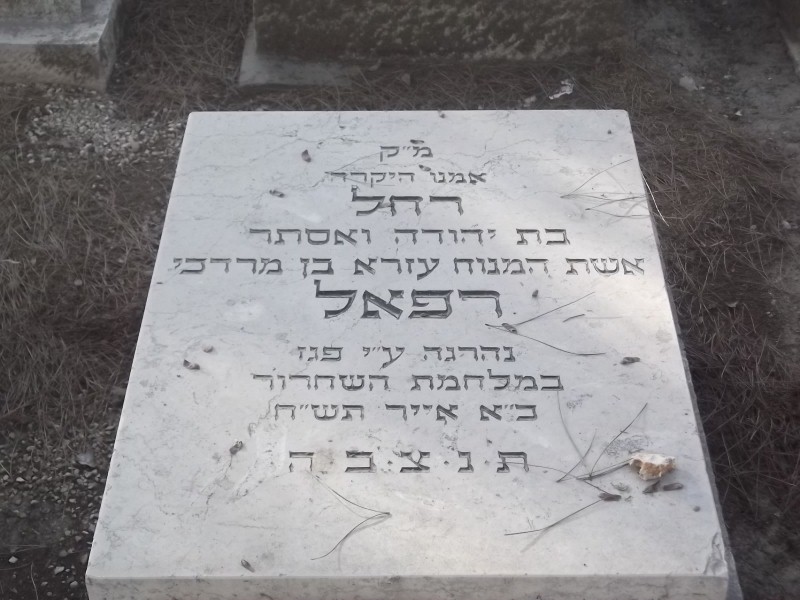 מ״ק
אמנו היקרה
רחל
בת יהודה ואסתר
אשת המנוח עזרא בן מרדכי
רפאל
נהרגה ע״י פגז
במלחמת השחרור
כ״א אייר תש״ח
ת·נ·צ·ב·ה